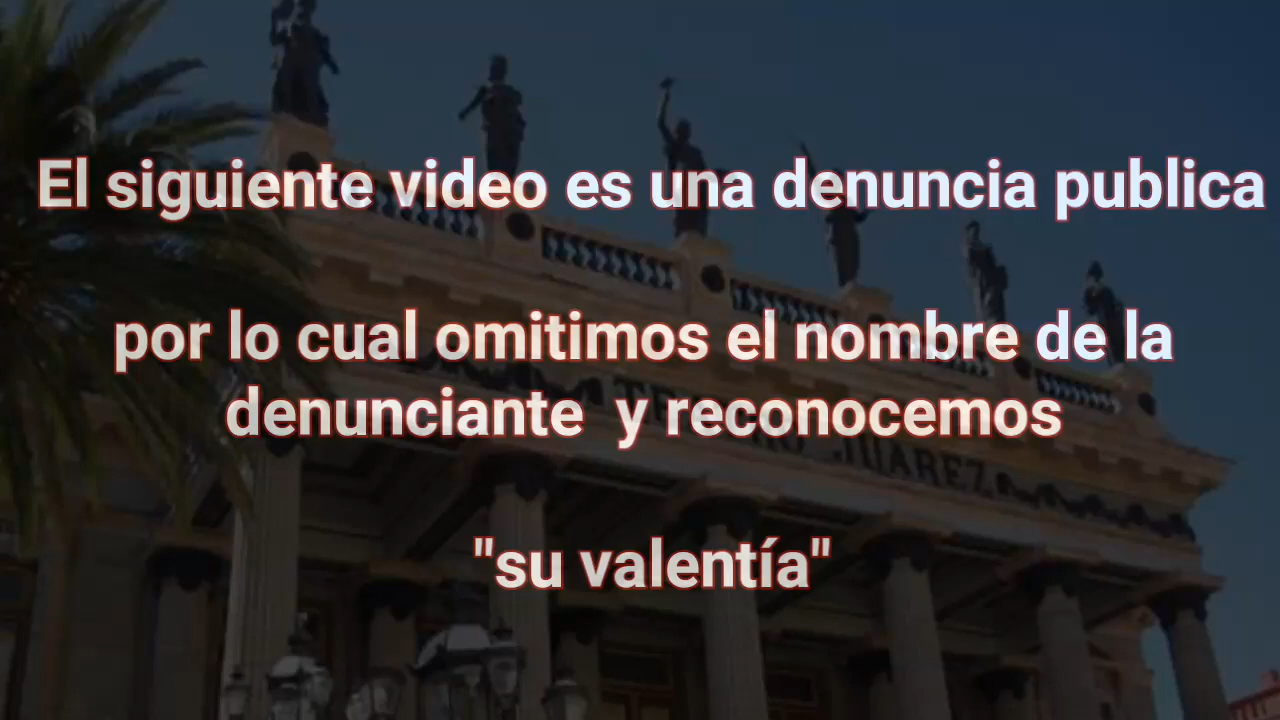 El siguiente video es una denuncia publica
por lo cual omitimos el nombre de la
denunciante y reconocemos
"su valentía"
JUAREZ